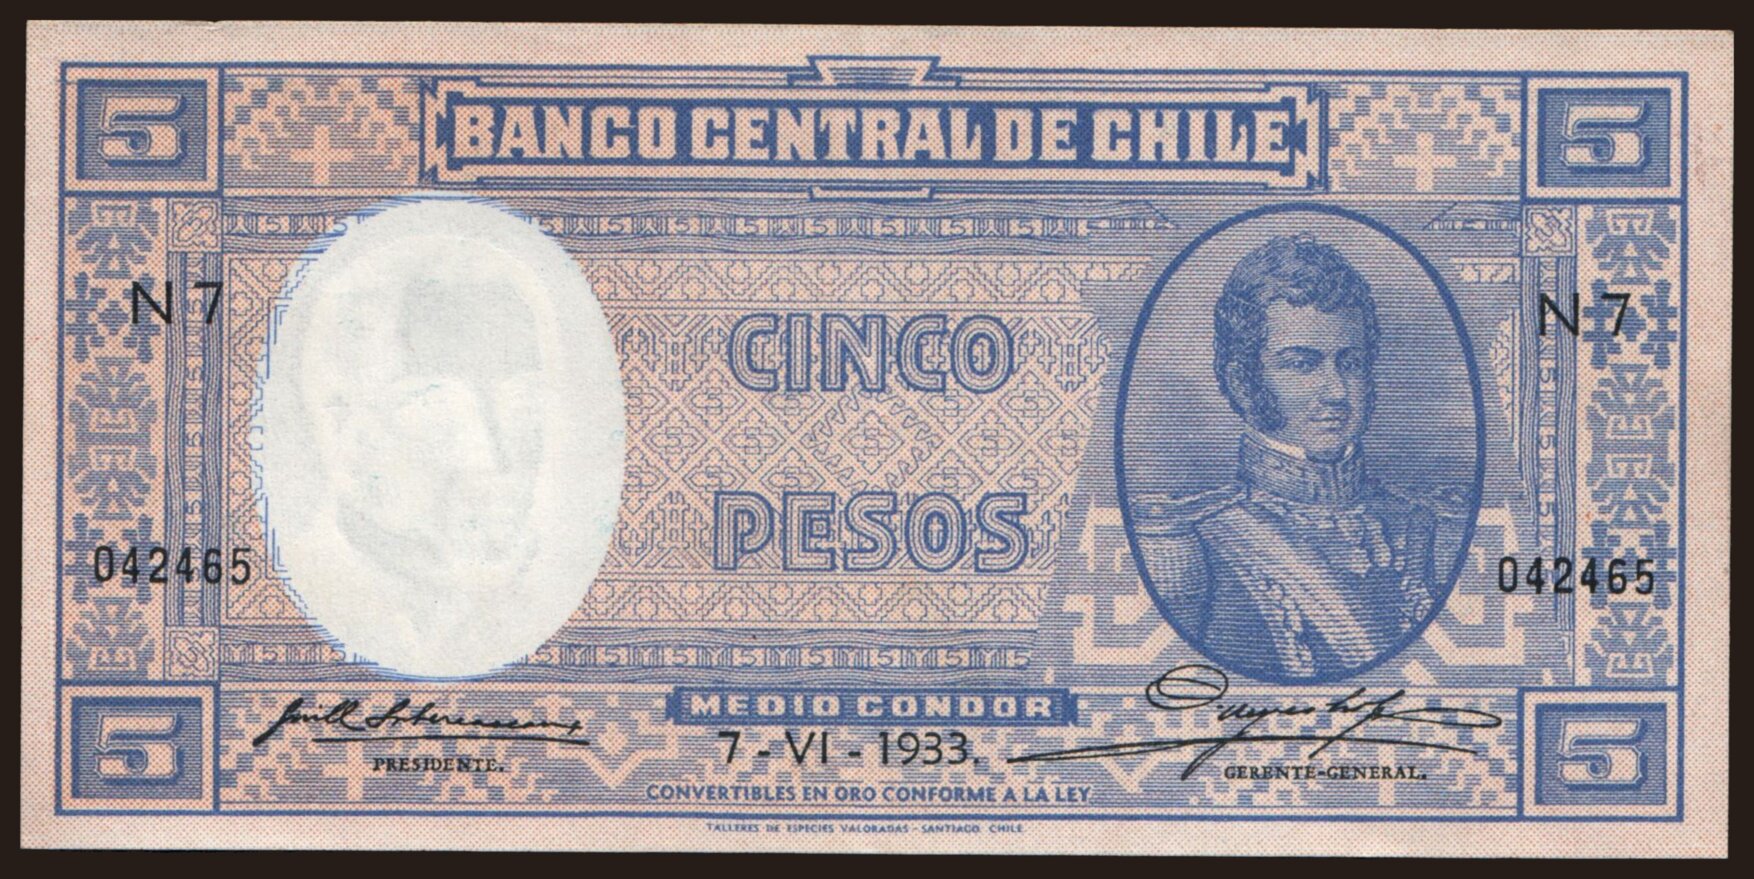 5 BANCO CENTRAL DE CHILE 5
N 7 N 7
CINCO
PESOS
042465 042465
5 MEDIO CONDOR 5
7 - VI - 1933.
PRESIDENTE. GERENTE-GENERAL.
CONVERTIBLES EN ORO CONFORME A LA LEY
TALLERES DE ESPECIES VALORADAS - SANTIAGO. CHILE.